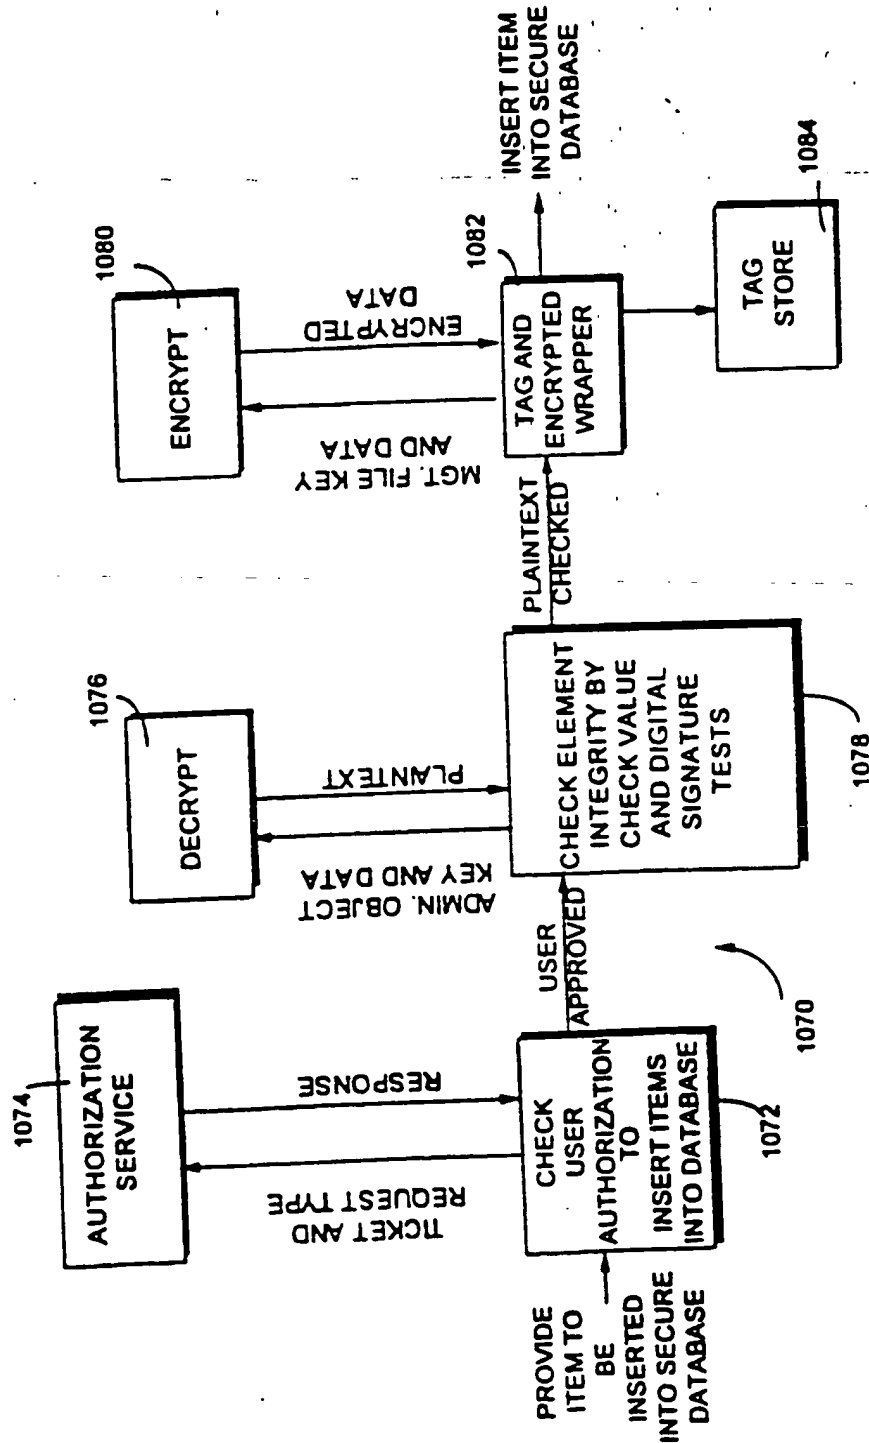 PROVIDE
ITEM TO
BE
INSERTED
INTO SECURE
DATABASE
CHECK
USER
AUTHORIZATION
TO
INSERT ITEMS
INTO DATABASE
1072
TICKET AND
REQUEST TYPE
RESPONSE
AUTHORIZATION
SERVICE
1074
USER
APPROVED
1070
CHECK ELEMENT
INTEGRITY BY
CHECK VALUE
AND DIGITAL
SIGNATURE
TESTS
1078
ADMIN. OBJECT
KEY AND DATA
PLAINTEXT
DECRYPT
1076
PLAINTEXT
CHECKED
TAG AND
ENCRYPTED
WRAPPER
1082
MGT. FILE KEY
AND DATA
ENCRYPTED
DATA
ENCRYPT
1080
INSERT ITEM
INTO SECURE
DATABASE
TAG
STORE
1084